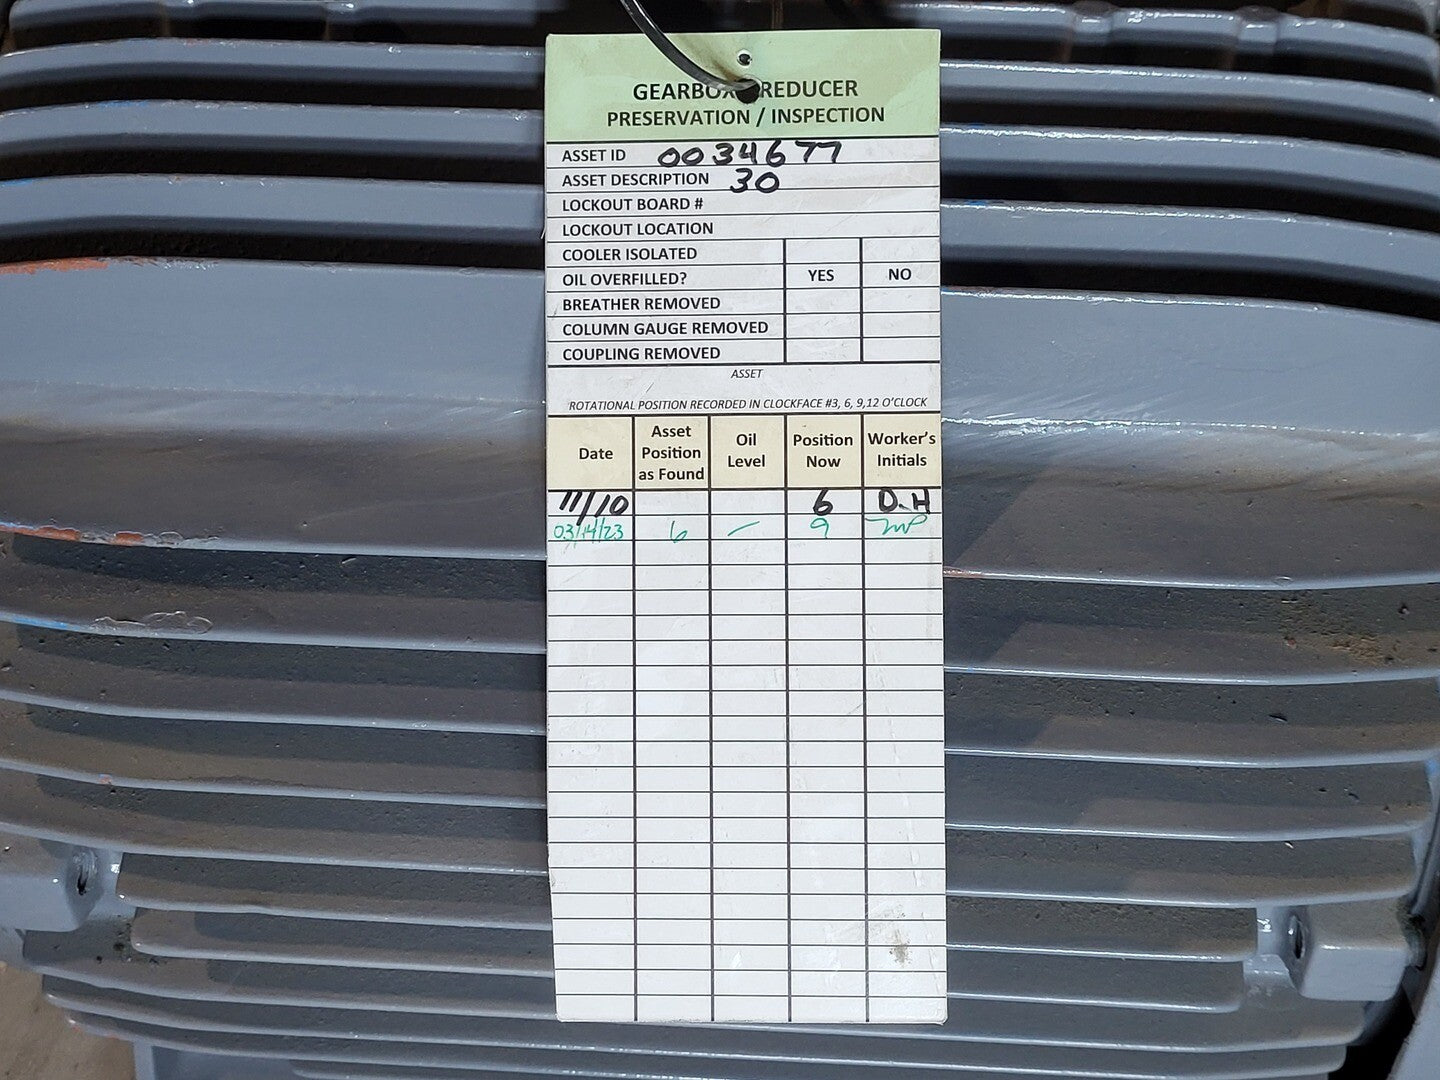 GEARBOX REDUCER
PRESERVATION / INSPECTION
ASSET ID 0034677
ASSET DESCRIPTION 30
LOCKOUT BOARD #
LOCKOUT LOCATION
COOLER ISOLATED
OIL OVERFILLED? YES NO
BREATHER REMOVED
COLUMN GAUGE REMOVED
COUPLING REMOVED
ASSET
ROTATIONAL POSITION RECORDED IN CLOCKFACE #3, 6, 9,12 O'CLOCK
Date Asset Position as Found Oil Level Position Now Worker's Initials
11/10 6 D.H
03/14/23 6 — 9